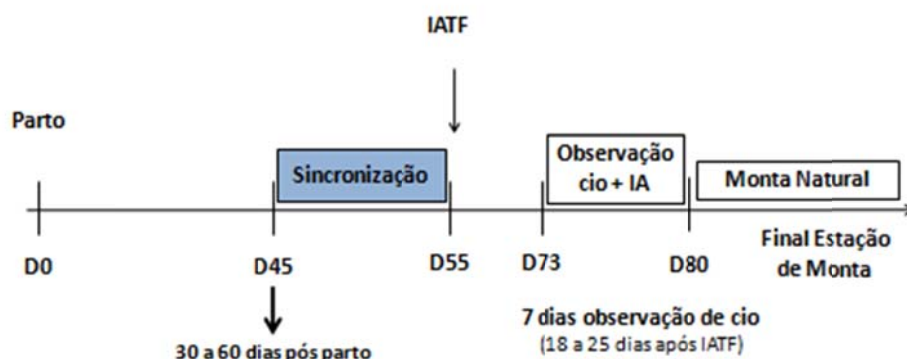 IATF
Parto
Sincronização
Observação
cio + IA
Monta Natural
D0
D45
D55
D73
D80
Final Estação
de Monta
30 a 60 dias pós parto
7 dias observação de cio
(18 a 25 dias após IATF)